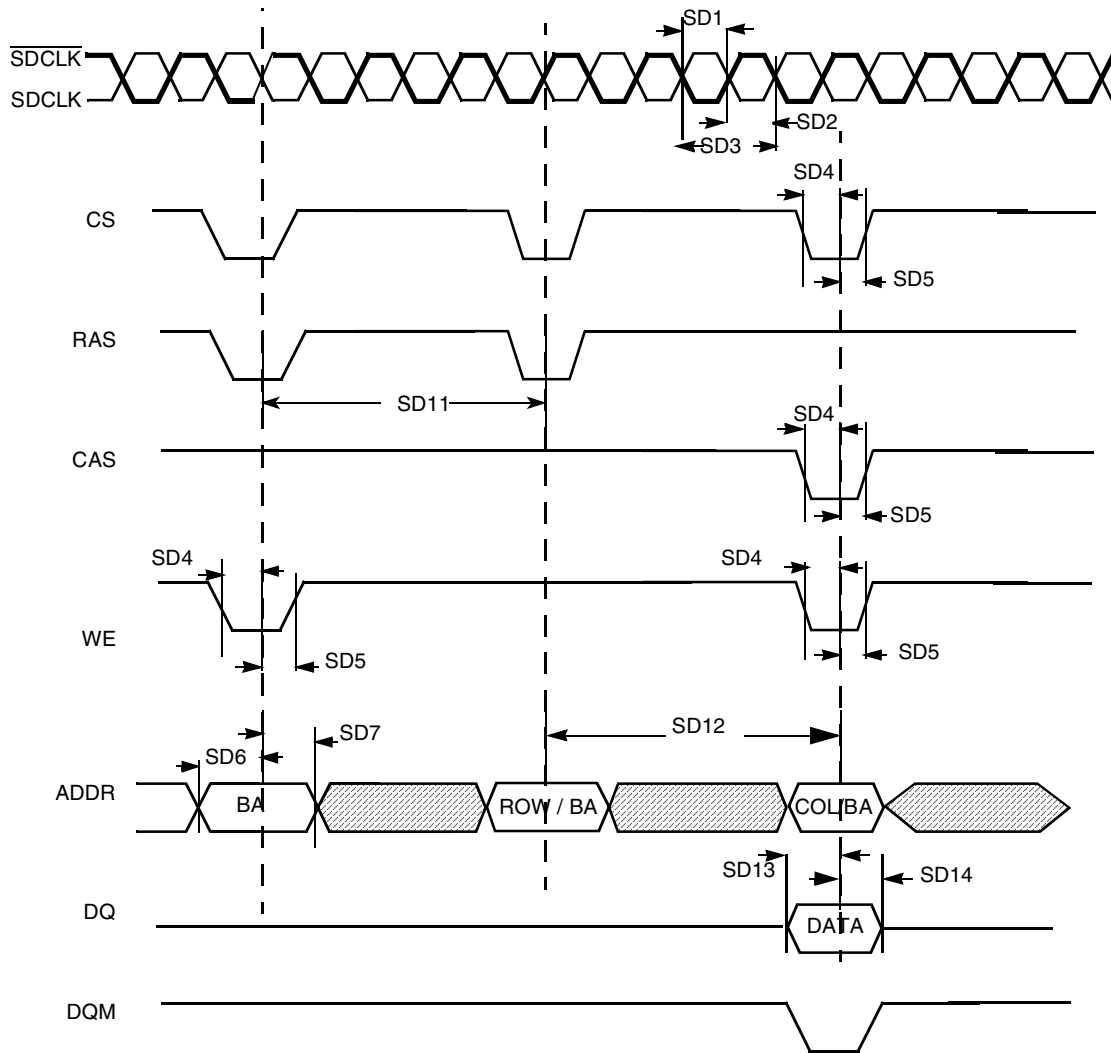 SD1
SDCLK
SDCLK
SD2
SD3
SD4
CS
SD5
RAS
SD11
SD4
CAS
SD5
SD4
SD4
WE
SD5
SD5
SD12
SD7
SD6
ADDR
BA
ROW / BA
COL/BA
SD13
SD14
DQ
DATA
DQM